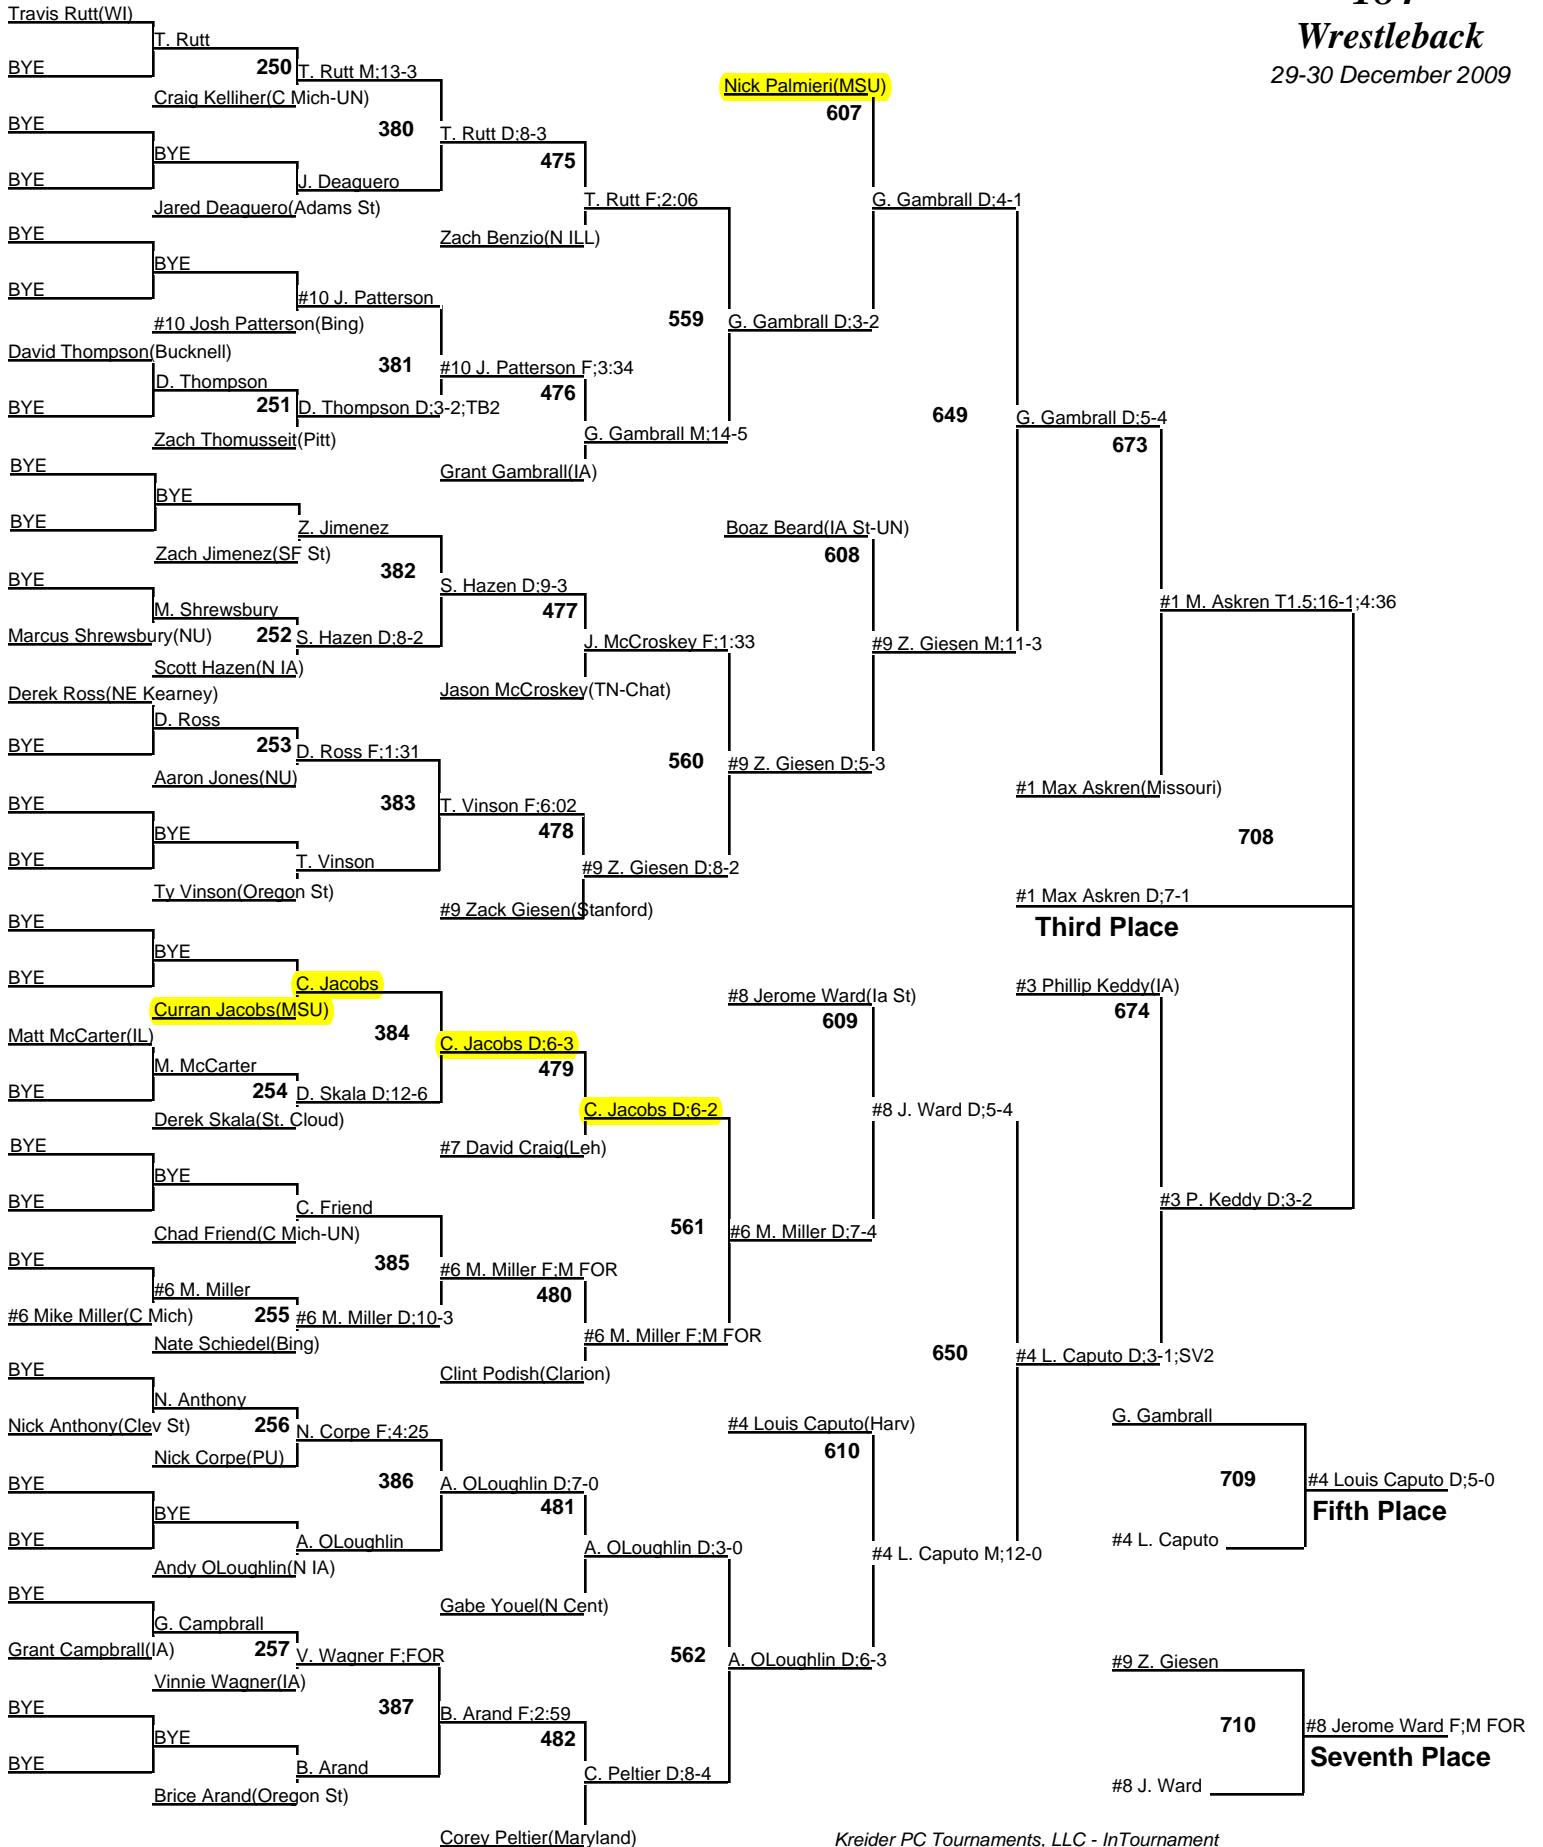 Travis Rutt(WI)
Wrestleback
29-30 December 2009
T. Rutt
BYE
250
T. Rutt M;13-3
Craig Kelliher(C Mich-UN)
Nick Palmieri(MSU)
607
BYE
380
T. Rutt D;8-3
BYE
475
BYE
J. Deaguero
Jared Deaguero(Adams St)
T. Rutt F;2:06
G. Gambrall D;4-1
BYE
Zach Benzio(N ILL)
BYE
BYE
#10 J. Patterson
#10 Josh Patterson(Bing)
559
G. Gambrall D;3-2
David Thompson(Bucknell)
381
#10 J. Patterson F;3:34
D. Thompson
476
BYE
251
D. Thompson D;3-2;TB2
649
G. Gambrall D;5-4
Zach Thomusseit(Pitt)
G. Gambrall M;14-5
673
BYE
Grant Gambrall(IA)
BYE
BYE
Z. Jimenez
Boaz Beard(IA St-UN)
Zach Jimenez(SF St)
608
382
BYE
S. Hazen D;9-3
M. Shrewsbury
477
#1 M. Askren T1.5;16-1;4:36
Marcus Shrewsbury(NU)
252
S. Hazen D;8-2
J. McCroskey F;1:33
#9 Z. Giesen M;11-3
Scott Hazen(N IA)
Derek Ross(NE Kearney)
Jason McCroskey(TN-Chat)
D. Ross
BYE
253
D. Ross F;1:31
560
#9 Z. Giesen D;5-3
Aaron Jones(NU)
#1 Max Askren(Missouri)
BYE
383
T. Vinson F;6:02
BYE
478
708
BYE
T. Vinson
#9 Z. Giesen D;8-2
Ty Vinson(Oregon St)
#1 Max Askren D;7-1
#9 Zack Giesen(Stanford)
Third Place
BYE
BYE
BYE
C. Jacobs
#3 Phillip Keddy(IA)
#8 Jerome Ward(Ia St)
Curran Jacobs(MSU)
674
609
Matt McCarter(IL)
384
C. Jacobs D;6-3
M. McCarter
479
BYE
254
D. Skala D;12-6
C. Jacobs D;6-2
#8 J. Ward D;5-4
Derek Skala(St. Cloud)
BYE
#7 David Craig(Leh)
BYE
BYE
C. Friend
#3 P. Keddy D;3-2
Chad Friend(C Mich-UN)
561
#6 M. Miller D;7-4
BYE
385
#6 M. Miller F;M FOR
#6 M. Miller
480
#6 Mike Miller(C Mich)
255
#6 M. Miller D;10-3
#6 M. Miller F;M FOR
Nate Schiedel(Bing)
650
#4 L. Caputo D;3-1;SV2
BYE
Clint Podish(Clarion)
N. Anthony
G. Gambrall
#4 Louis Caputo(Harv)
Nick Anthony(Clev St)
256
N. Corpe F;4:25
610
Nick Corpe(PU)
BYE
386
A. OLoughlin D;7-0
709
#4 Louis Caputo D;5-0
481
Fifth Place
BYE
BYE
A. OLoughlin
A. OLoughlin D;3-0
#4 L. Caputo M;12-0
#4 L. Caputo
Andy OLoughlin(N IA)
BYE
Gabe Youel(N Cent)
G. Campbrall
Grant Campbrall(IA)
257
V. Wagner F;FOR
562
A. OLoughlin D;6-3
#9 Z. Giesen
Vinnie Wagner(IA)
BYE
387
B. Arand F;2:59
710
#8 Jerome Ward F;M FOR
BYE
482
Seventh Place
BYE
B. Arand
C. Peltier D;8-4
#8 J. Ward
Brice Arand(Oregon St)
Corey Peltier(Maryland)
Kreider PC Tournaments, LLC - InTournament